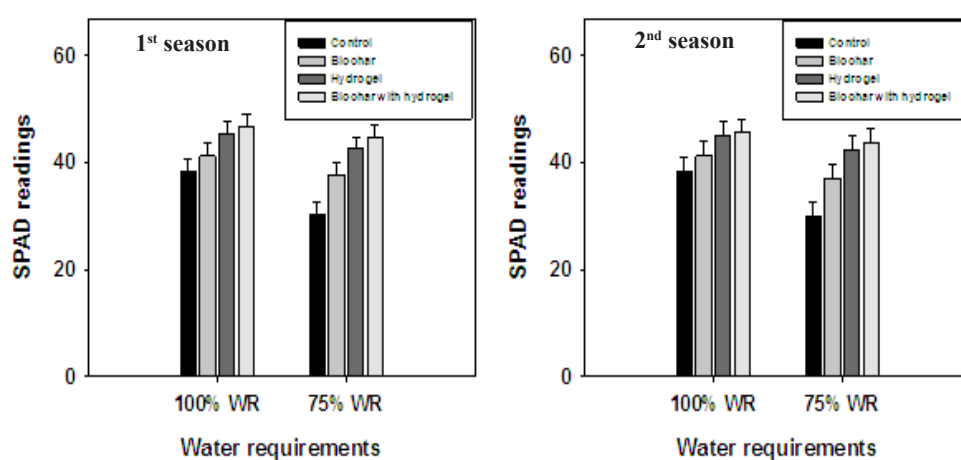 1st season
Control
Biochar
Hydrogel
Biochar with hydrogel
60
40
20
0
SPAD readings
100% WR
75% WR
Water requirements
2nd season
Control
Biochar
Hydrogel
Biochar with hydrogel
60
40
20
0
SPAD readings
100% WR
75% WR
Water requirements